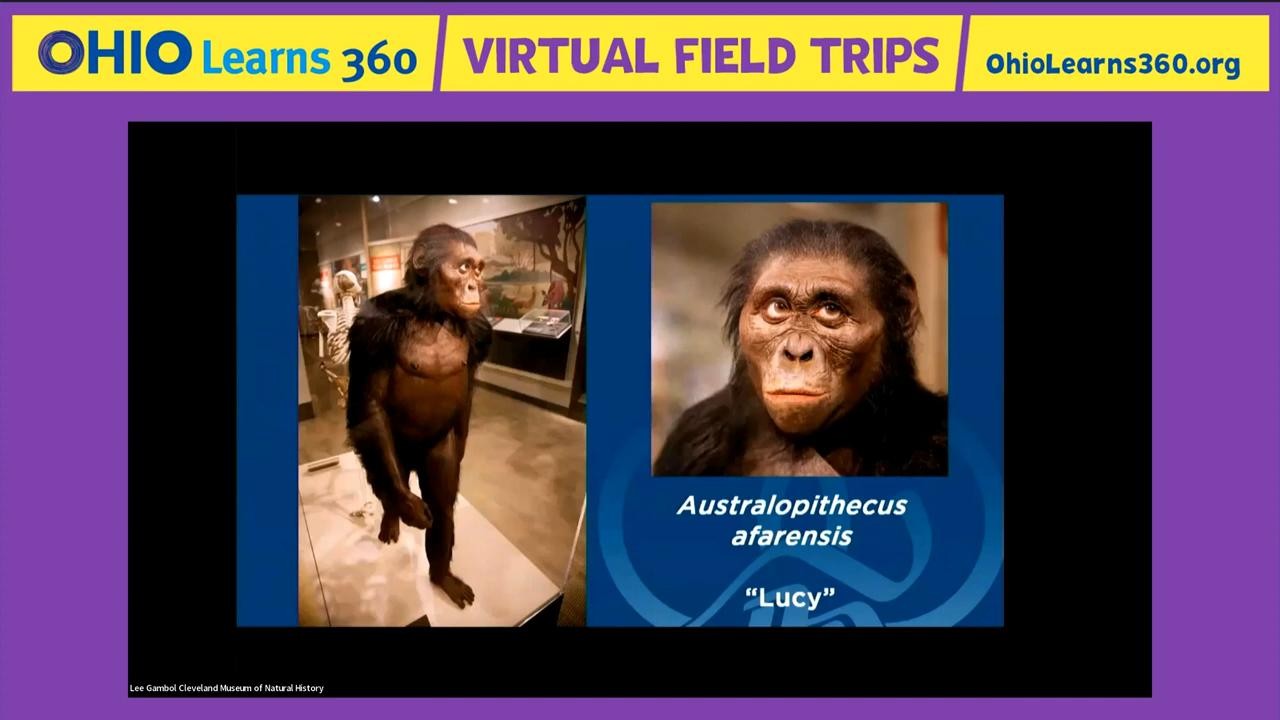 OHIO Learns 360
VIRTUAL FIELD TRIPS
OhioLearns360.org
Australopithecus
afarensis
“Lucy”
Lee Gambol Cleveland Museum of Natural History